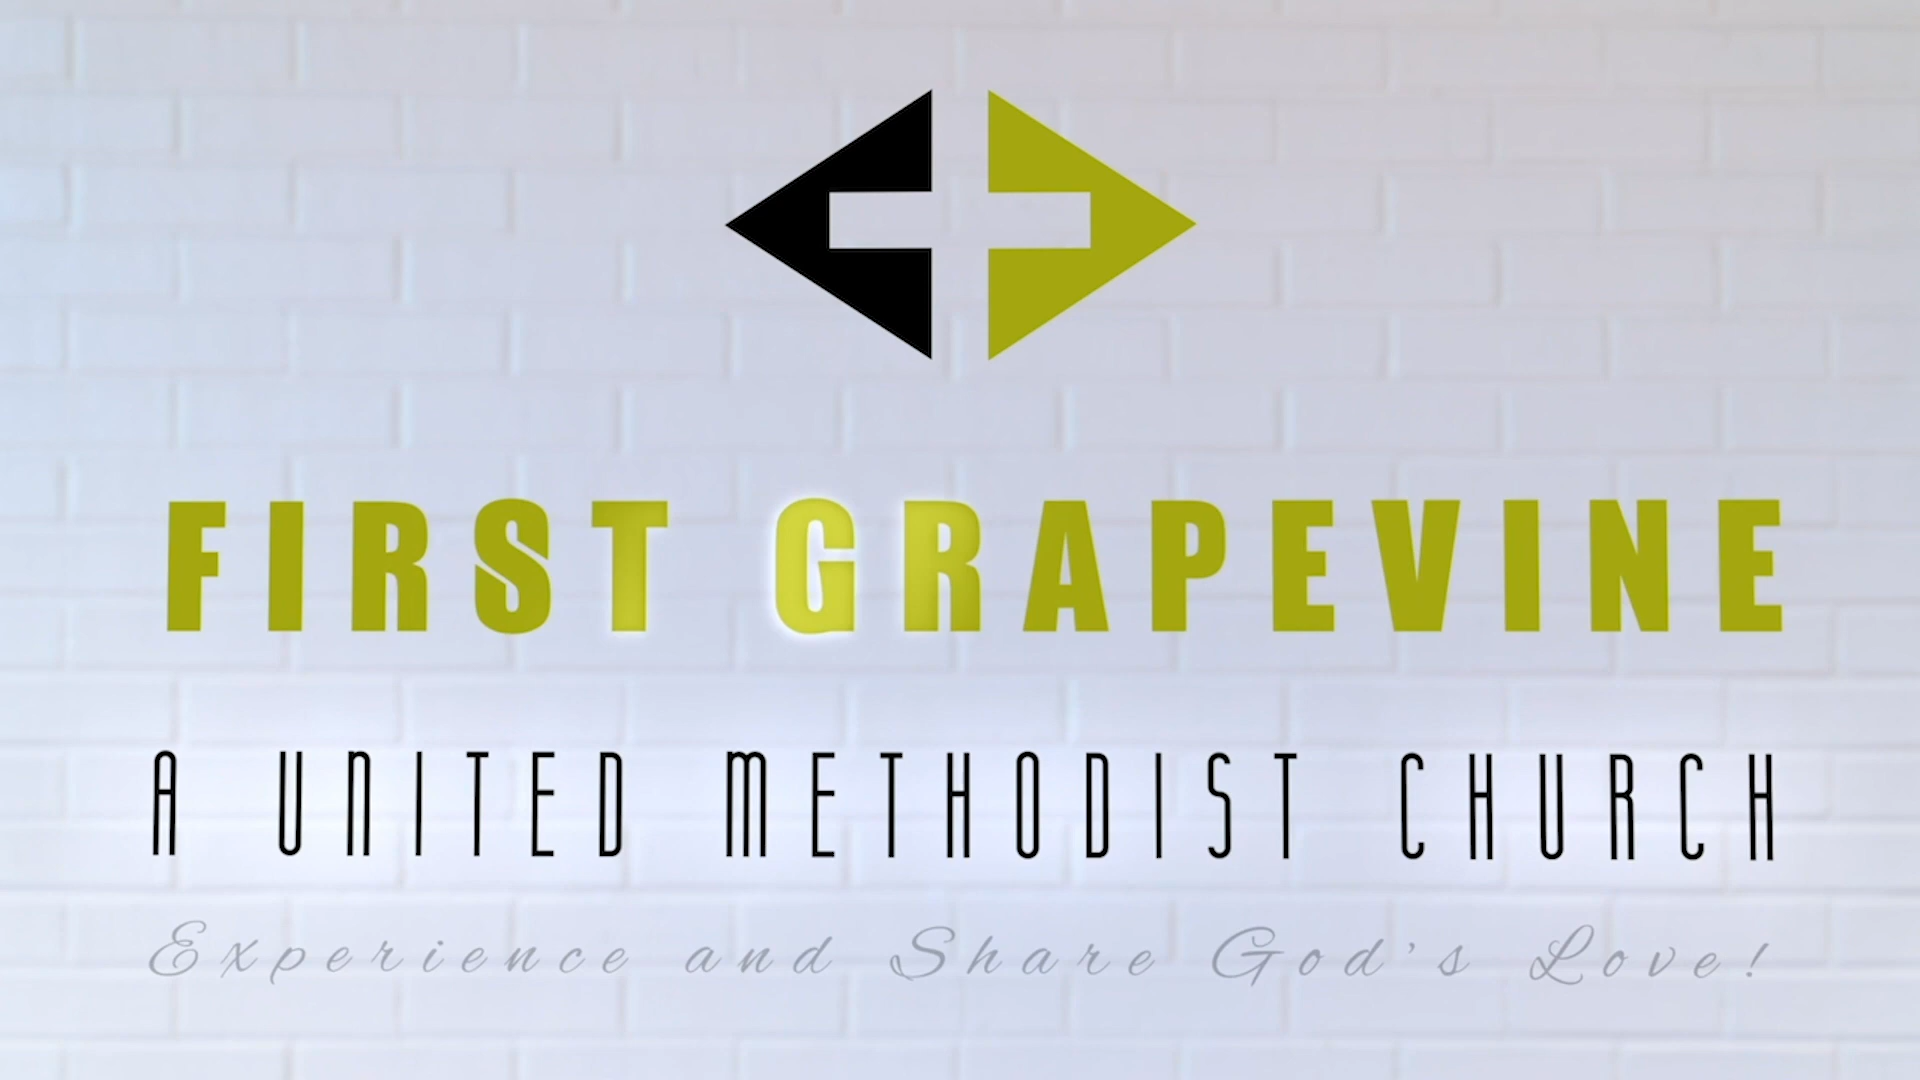 FIRST GRAPEVINE
A UNITED METHODIST CHURCH
Experience and Share God's Love!